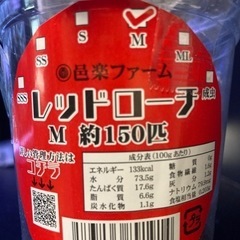 S M
SS SM ML
SSS 成虫
邑楽ファーム
レッドローチ
M 約150匹
詳しい管理方法は
コチラ
成分表(100gあたり)
エネルギー 133kcal
水分 73.5g
たんぱく質 17.6g
脂質 6.6g
炭水化物 1.1g